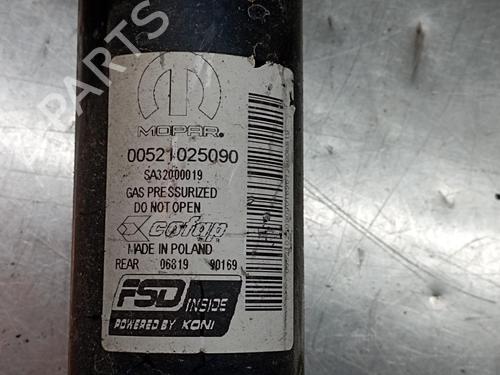 MOPAR®
00521025090
SA32000019
GAS PRESSURIZED
DO NOT OPEN
cofap
MADE IN POLAND
REAR 06819 90169
FSD INSIDE
POWERED BY KONI
PARTS